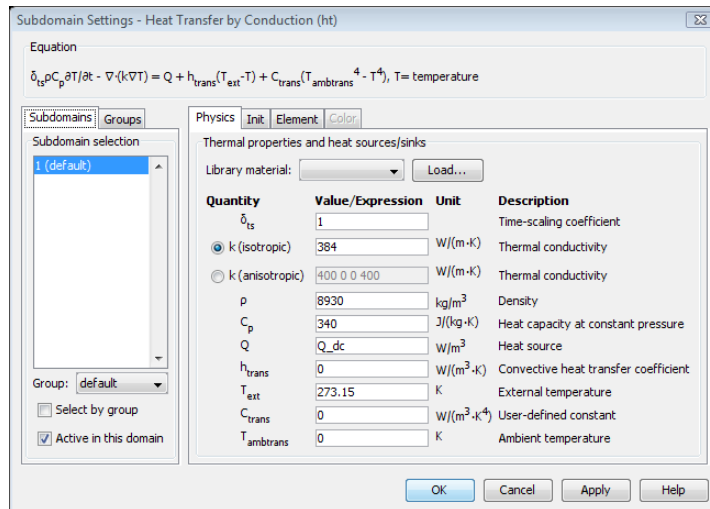 Subdomain Settings - Heat Transfer by Conduction (ht)
Equation
δtsρCp∂T/∂t - ∇·(k∇T) = Q + htrans(Text-T) + Ctrans(Tambtrans⁴ - T⁴), T= temperature
Subdomains Groups
Subdomain selection
1 (default)
Group: default
Select by group
Active in this domain
Physics Init Element Color
Thermal properties and heat sources/sinks
Library material: Load...
Quantity Value/Expression Unit Description
δts 1 Time-scaling coefficient
k (isotropic) 384 W/(m·K) Thermal conductivity
k (anisotropic) 400 0 0 400 W/(m·K) Thermal conductivity
ρ 8930 kg/m³ Density
Cp 340 J/(kg·K) Heat capacity at constant pressure
Q Q_dc W/m³ Heat source
htrans 0 W/(m³·K) Convective heat transfer coefficient
Text 273.15 K External temperature
Ctrans 0 W/(m³·K⁴) User-defined constant
Tambtrans 0 K Ambient temperature
OK Cancel Apply Help